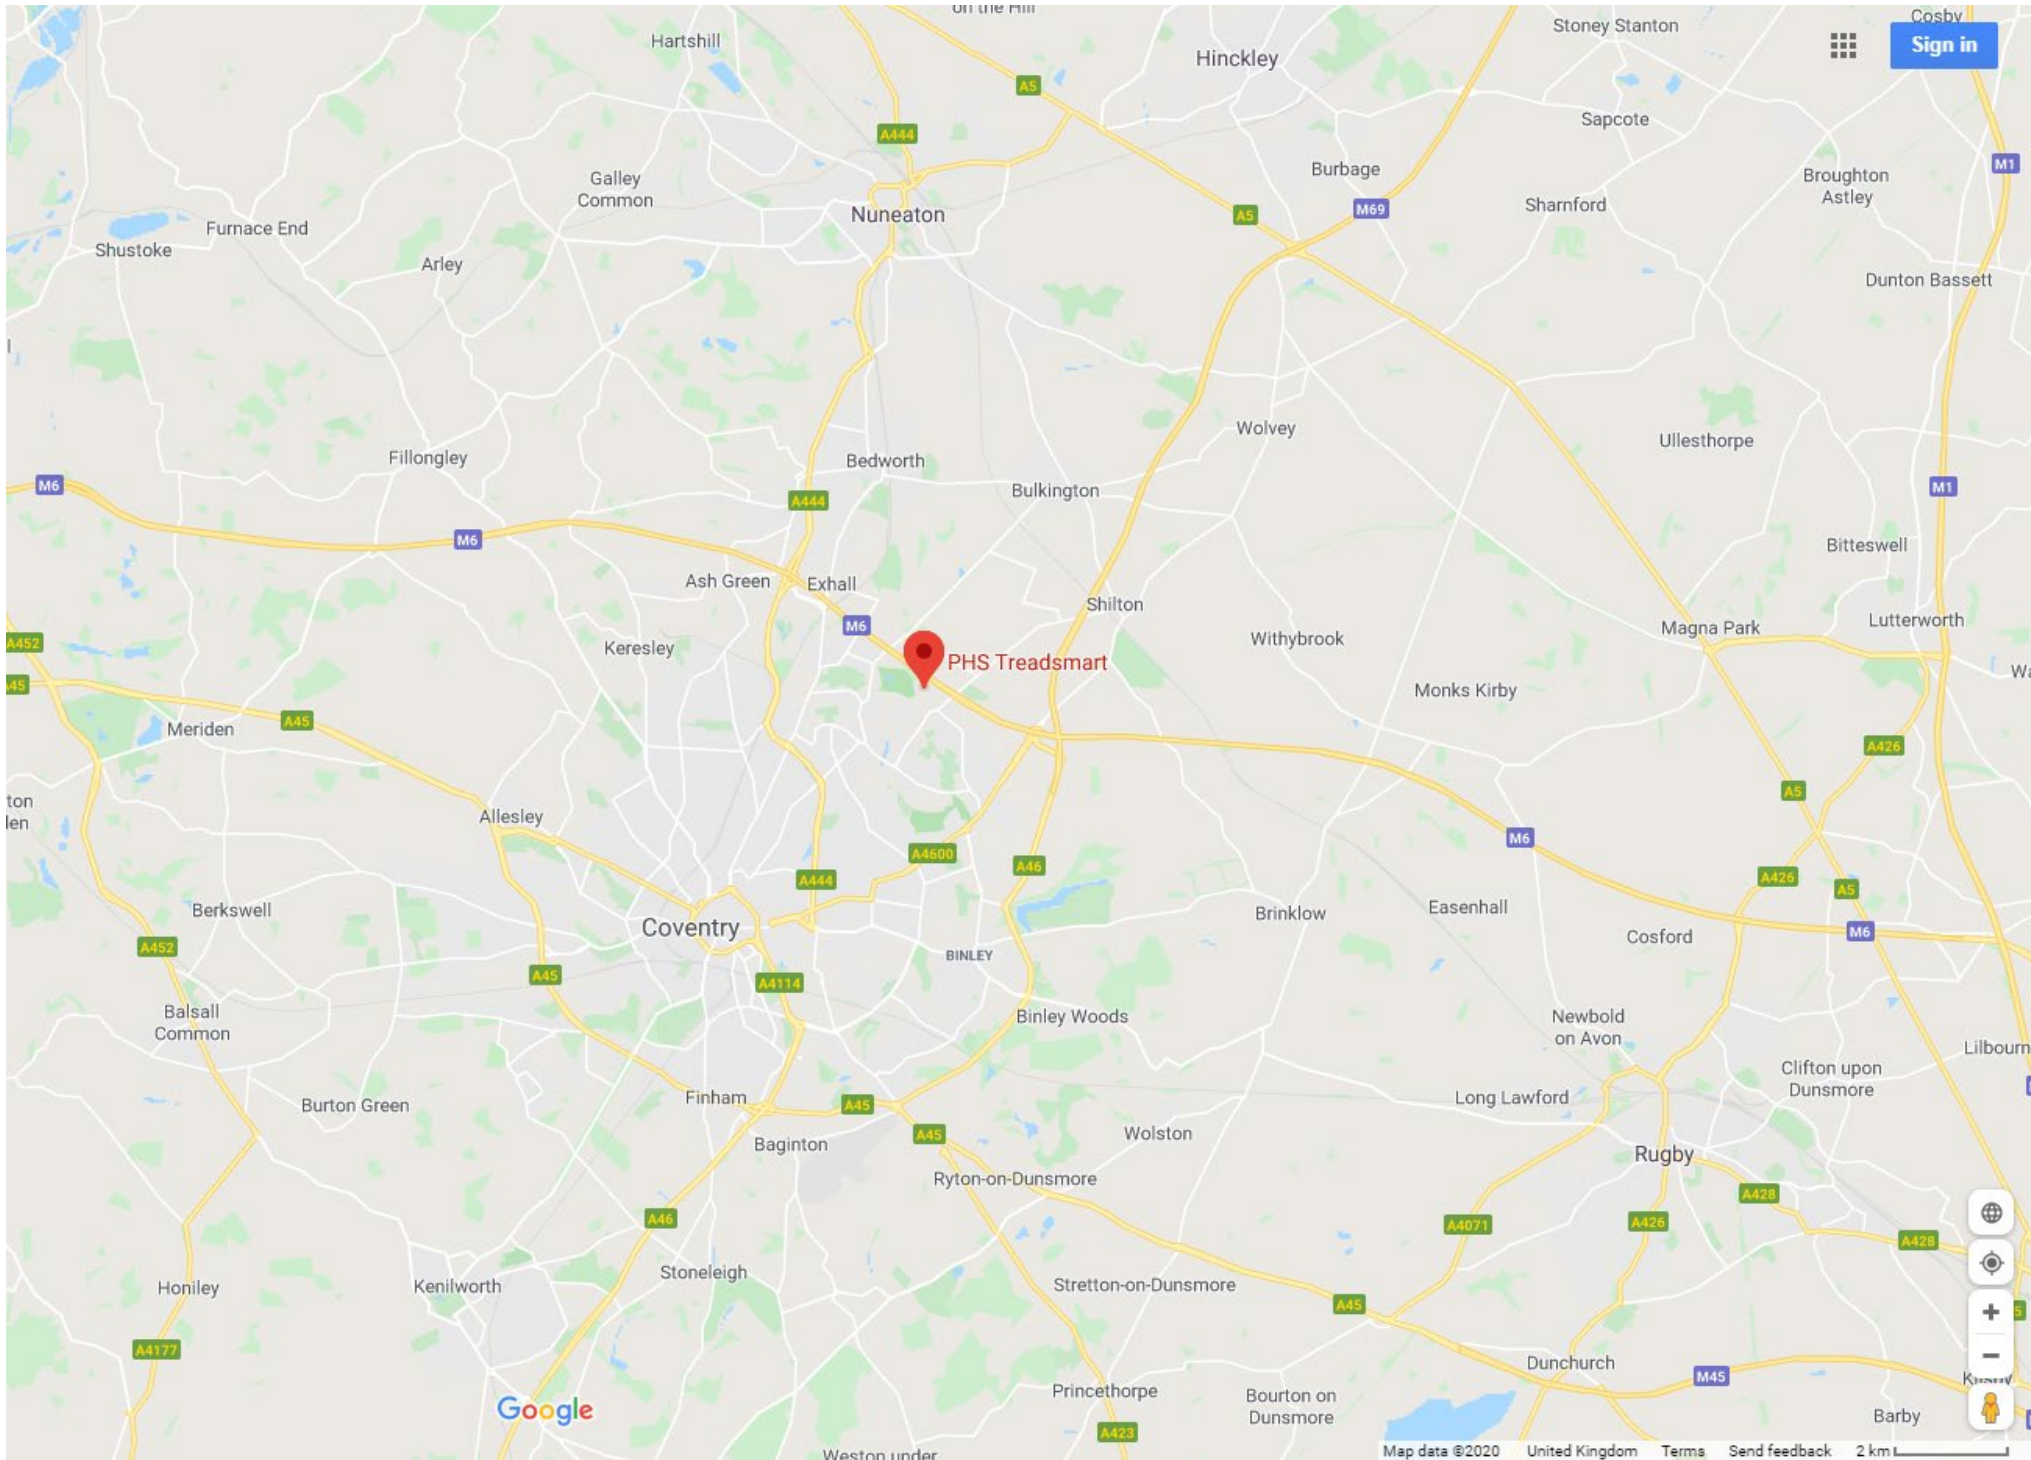 on the Hill
Cosby
Stoney Stanton
Hartshill
Sign in
Hinckley
A5
Sapcote
A444
M1
Burbage
Galley
Common
Broughton
Astley
Sharnford
M69
Nuneaton
A5
Furnace End
Shustoke
Arley
Dunton Bassett
Wolvey
Ullesthorpe
Fillongley
Bedworth
M6
M1
Bulkington
A444
M6
Bitteswell
Ash Green
Exhall
Shilton
Lutterworth
M6
Magna Park
A452
Withybrook
Keresley
PHS Treadsmart
A45
Monks Kirby
A45
Meriden
A426
A5
Allesley
M6
A4600
A46
A444
A426
A5
Berkswell
Easenhall
Brinklow
Coventry
M6
Cosford
A452
BINLEY
A45
A4114
Balsall
Common
Binley Woods
Newbold
on Avon
Lilbourn
Clifton upon
Dunsmore
Finham
Long Lawford
Burton Green
A45
Wolston
A45
Baginton
Rugby
Ryton-on-Dunsmore
A428
A46
A4071
A426
A428
Stoneleigh
Stretton-on-Dunsmore
Kenilworth
Honiley
A45
A4177
Dunchurch
M45
Princethorpe
Bourton on
Dunsmore
Google
Barby
A423
Weston under
Map data ©2020 United Kingdom Terms Send feedback 2 km